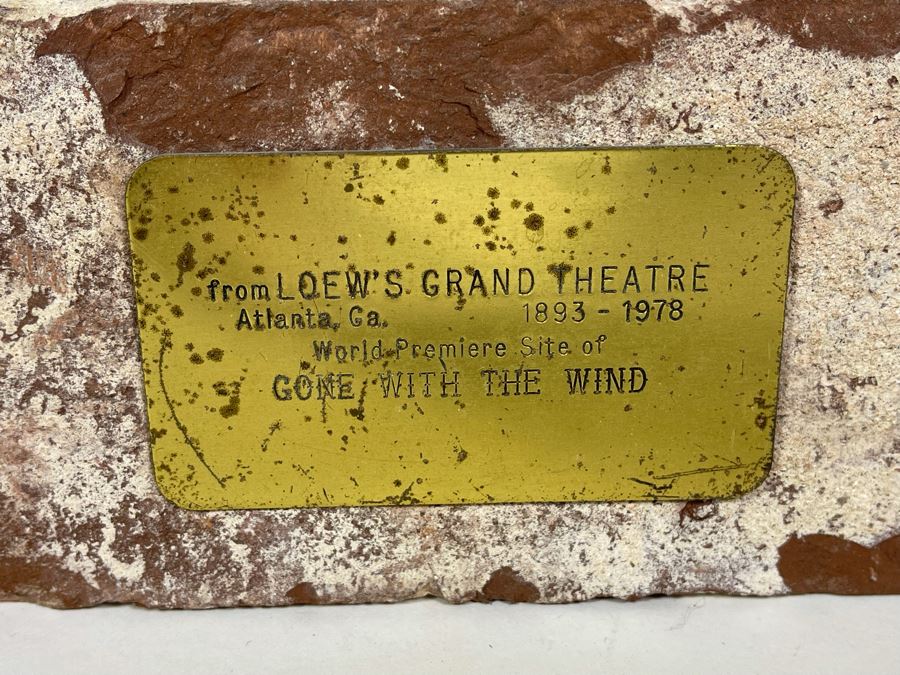 from LOEW'S GRAND THEATRE
Atlanta, Ga. 1893 - 1978
World Premiere Site of
GONE WITH THE WIND